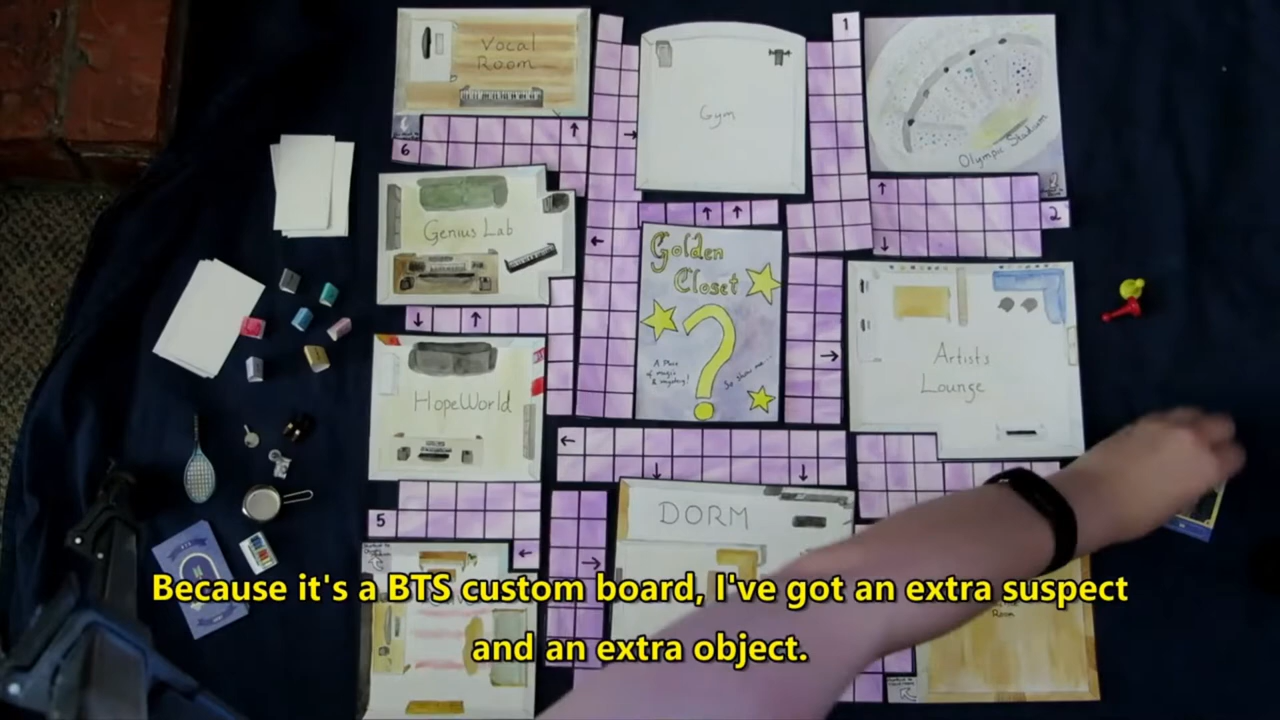 Vocal
Room
1
Gym
Olympic Stadium
6
2
Genius Lab
Golden
Closet
?
A Place
of magic
& mystery!
So show me...
Artists
Lounge
HopeWorld
DORM
5
Room
Because it's a BTS custom board, I've got an extra suspect
and an extra object.